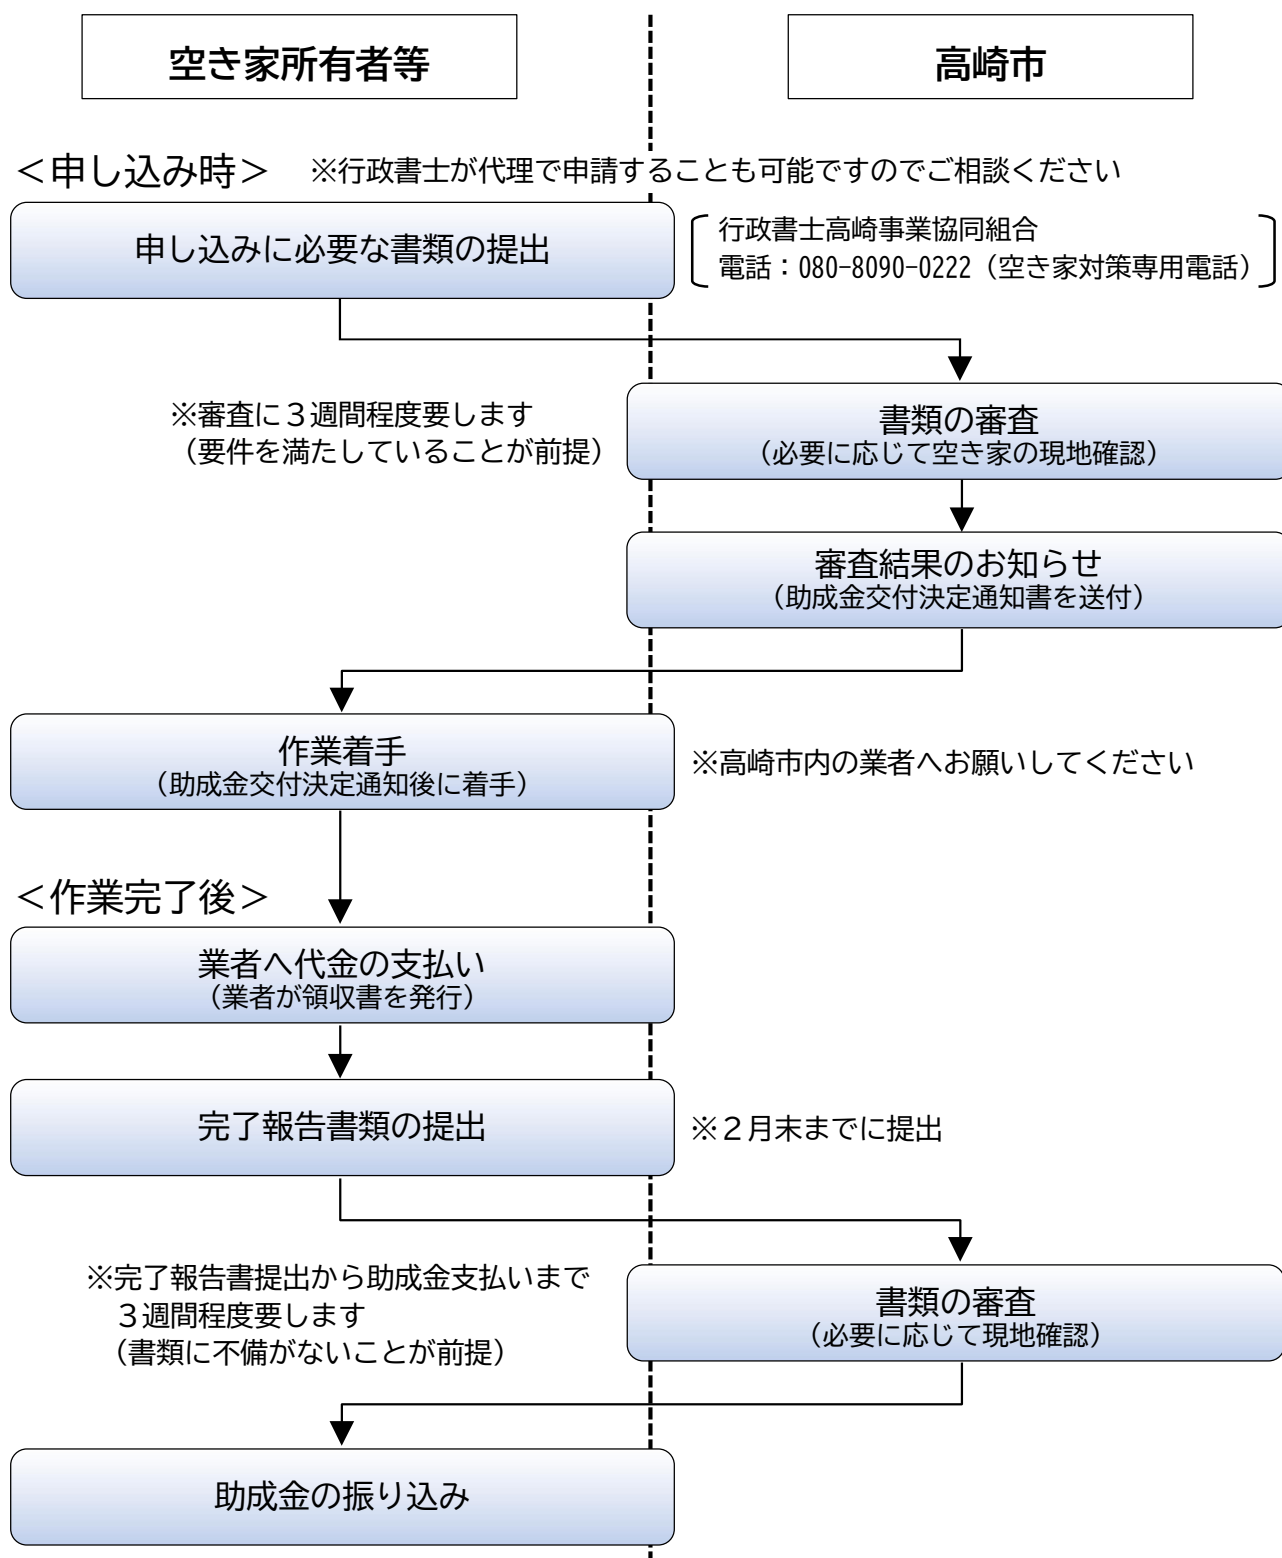 空き家所有者等
高崎市
＜申し込み時＞
※行政書士が代理で申請することも可能ですのでご相談ください
申し込みに必要な書類の提出
行政書士高崎事業協同組合
電話：080-8090-0222（空き家対策専用電話）
※審査に３週間程度要します
（要件を満たしていることが前提）
書類の審査
（必要に応じて空き家の現地確認）
審査結果のお知らせ
（助成金交付決定通知書を送付）
作業着手
（助成金交付決定通知後に着手）
※高崎市内の業者へお願いしてください
＜作業完了後＞
業者へ代金の支払い
（業者が領収書を発行）
完了報告書類の提出
※２月末までに提出
※完了報告書提出から助成金支払いまで
３週間程度要します
（書類に不備がないことが前提）
書類の審査
（必要に応じて現地確認）
助成金の振り込み